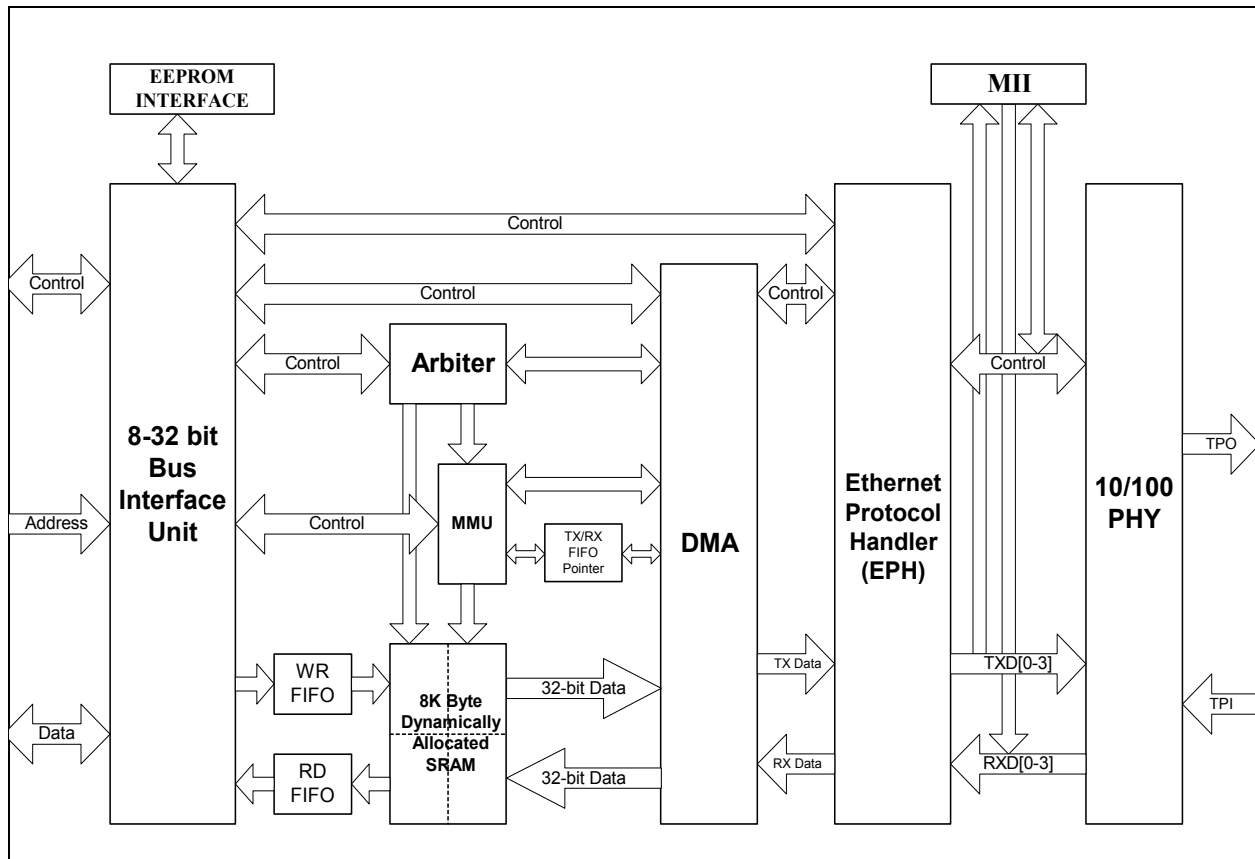 EEPROM
INTERFACE
MII
Control
Control
Control
Control
Control
Arbiter
Control
8-32 bit
Bus
Interface
Unit
Ethernet
Protocol
Handler
(EPH)
10/100
PHY
TPO
Address
Control
MMU
TX/RX
FIFO
Pointer
DMA
WR
FIFO
8K Byte
Dynamically
Allocated
SRAM
32-bit Data
TX Data
TXD[0-3]
TPI
Data
RD
FIFO
32-bit Data
RX Data
RXD[0-3]